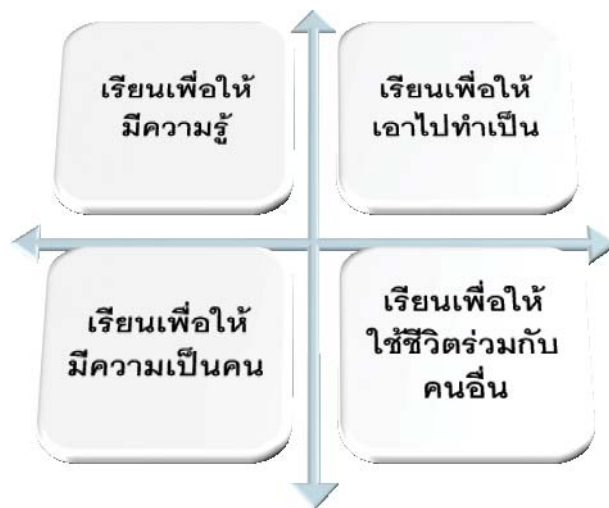 เรียนเพื่อให้
มีความรู้
เรียนเพื่อให้
เอาไปทำเป็น
เรียนเพื่อให้
มีความเป็นคน
เรียนเพื่อให้
ใช้ชีวิตร่วมกับ
คนอื่น